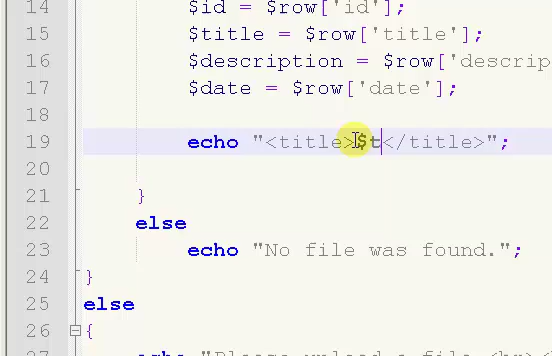 14 $id = $row['id'];
15 $title = $row['title'];
16 $description = $row['descrip
17 $date = $row['date'];
18
19 echo "<title>$t</title>";
20
21 }
22 else
23 echo "No file was found.";
24 }
25 else
26 {